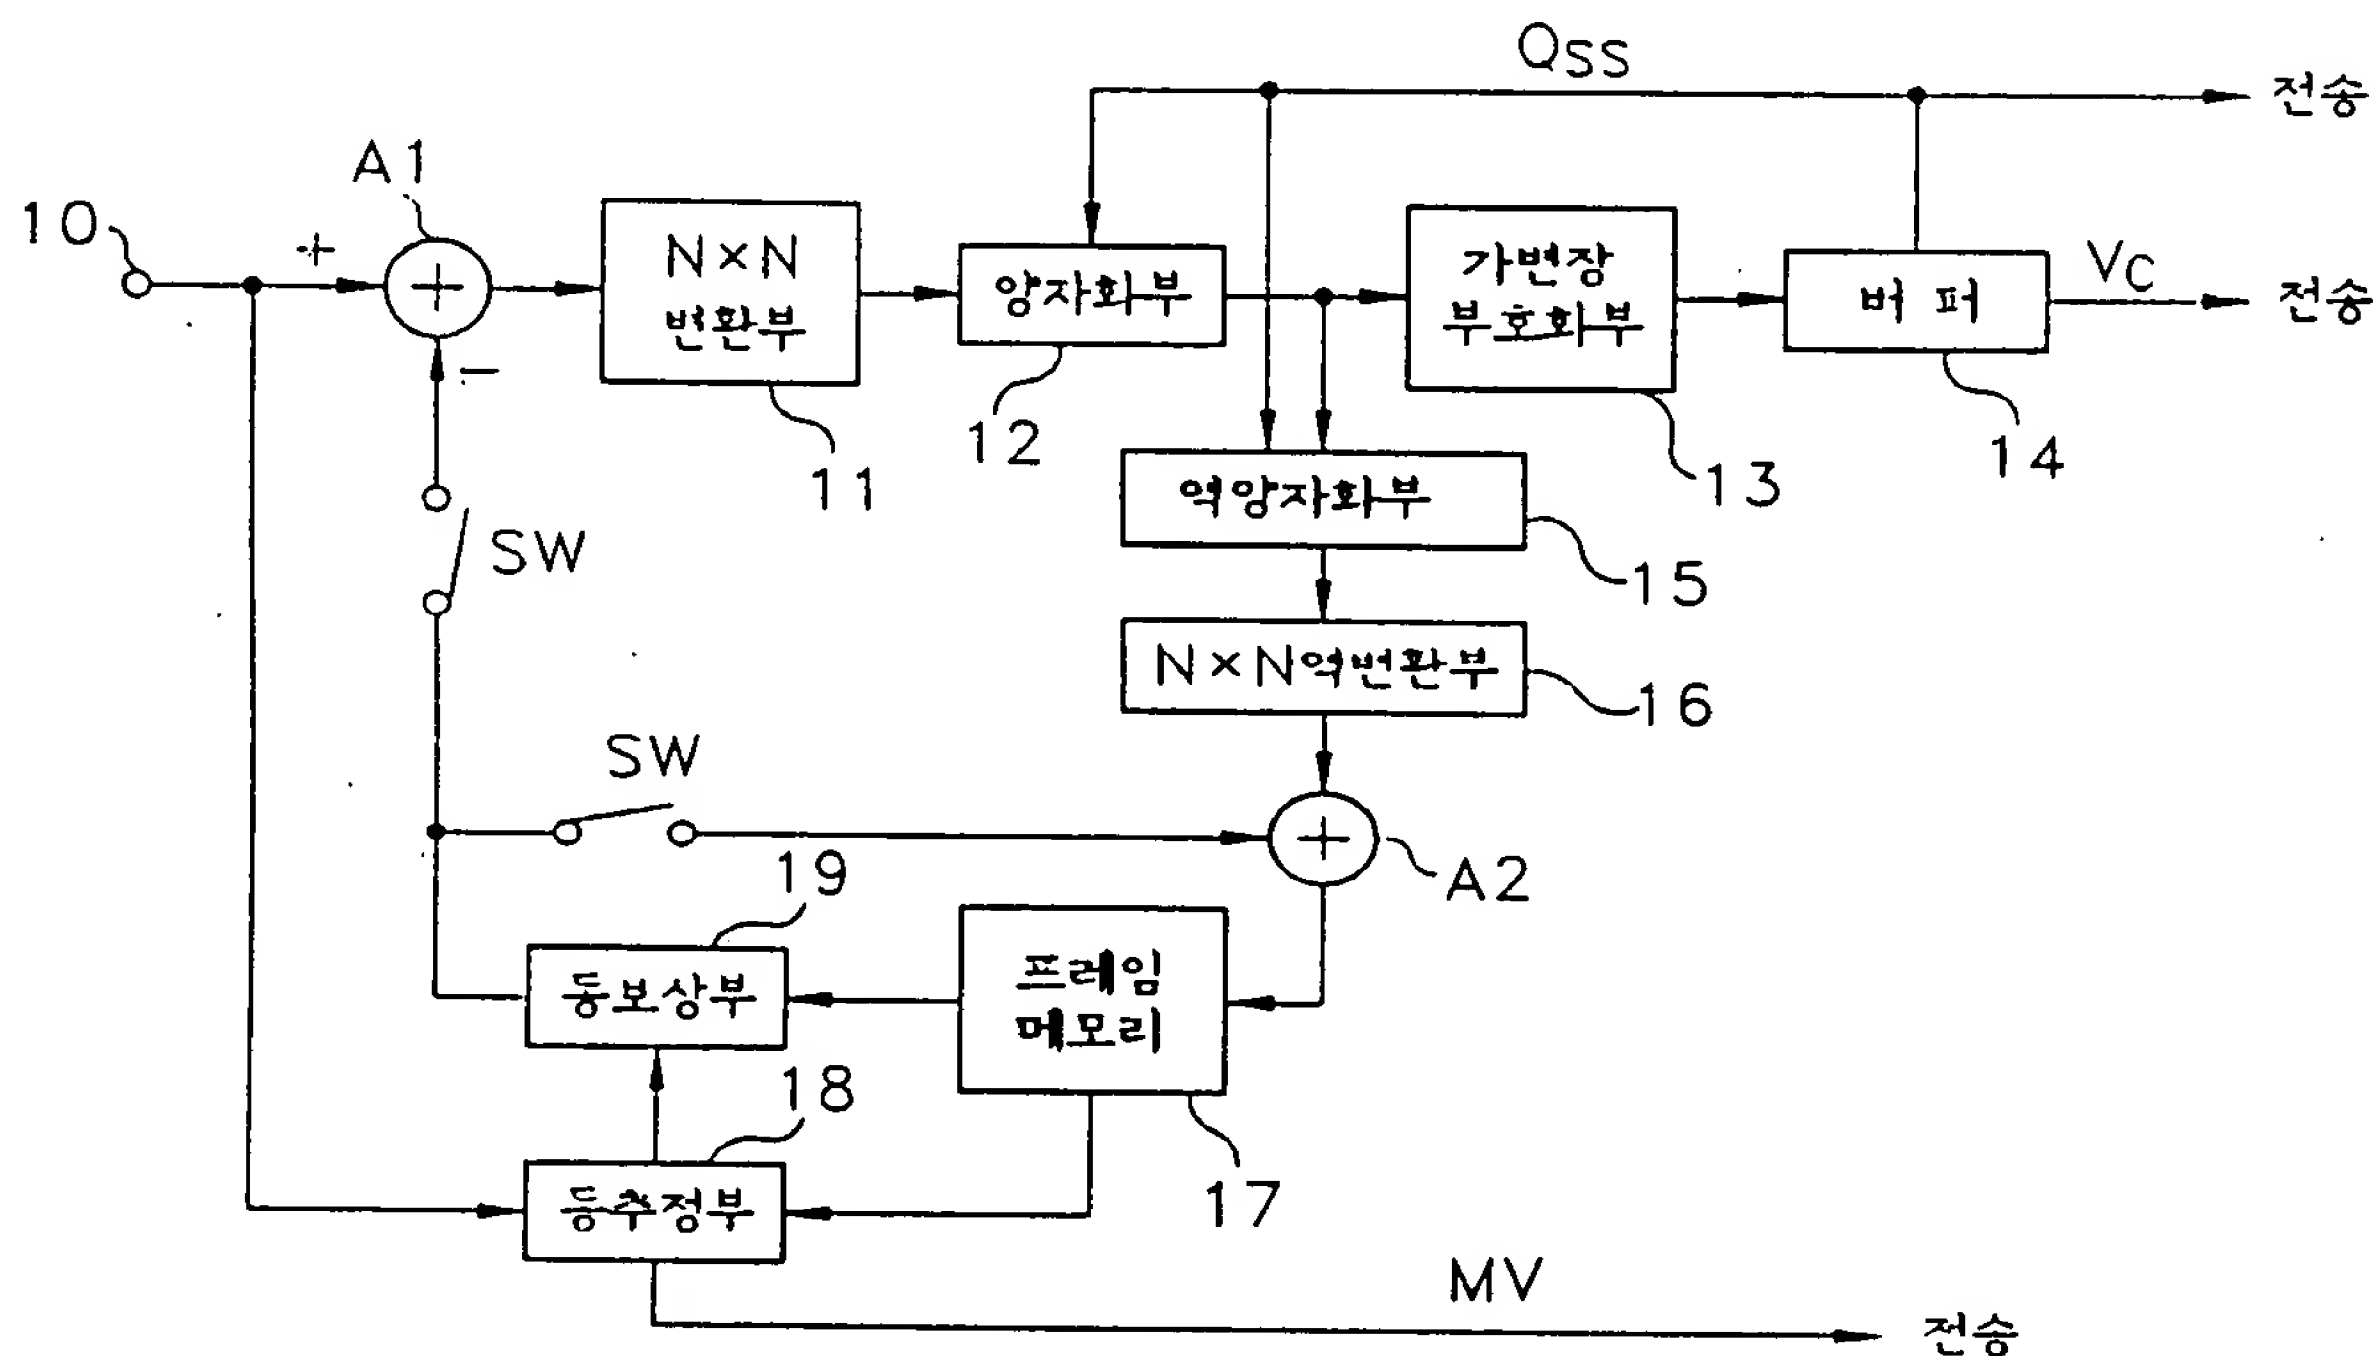 QSS
전송
A1
10
+
+
N×N
변환부
양자화부
가변장
부호화부
버퍼
VC
전송
−
11
12
13
14
역양자화부
15
SW
N×N역변환부
16
SW
+
A2
19
동보상부
프레임
메모리
18
17
동추정부
MV
전송